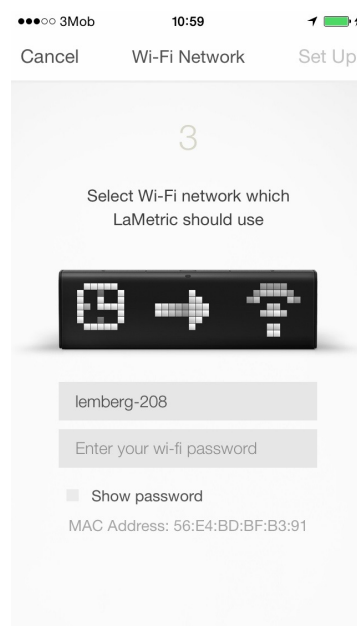 3Mob 10:59
Cancel Wi-Fi Network Set Up
3
Select Wi-Fi network which
LaMetric should use
lemberg-208
Enter your wi-fi password
Show password
MAC Address: 56:E4:BD:BF:B3:91